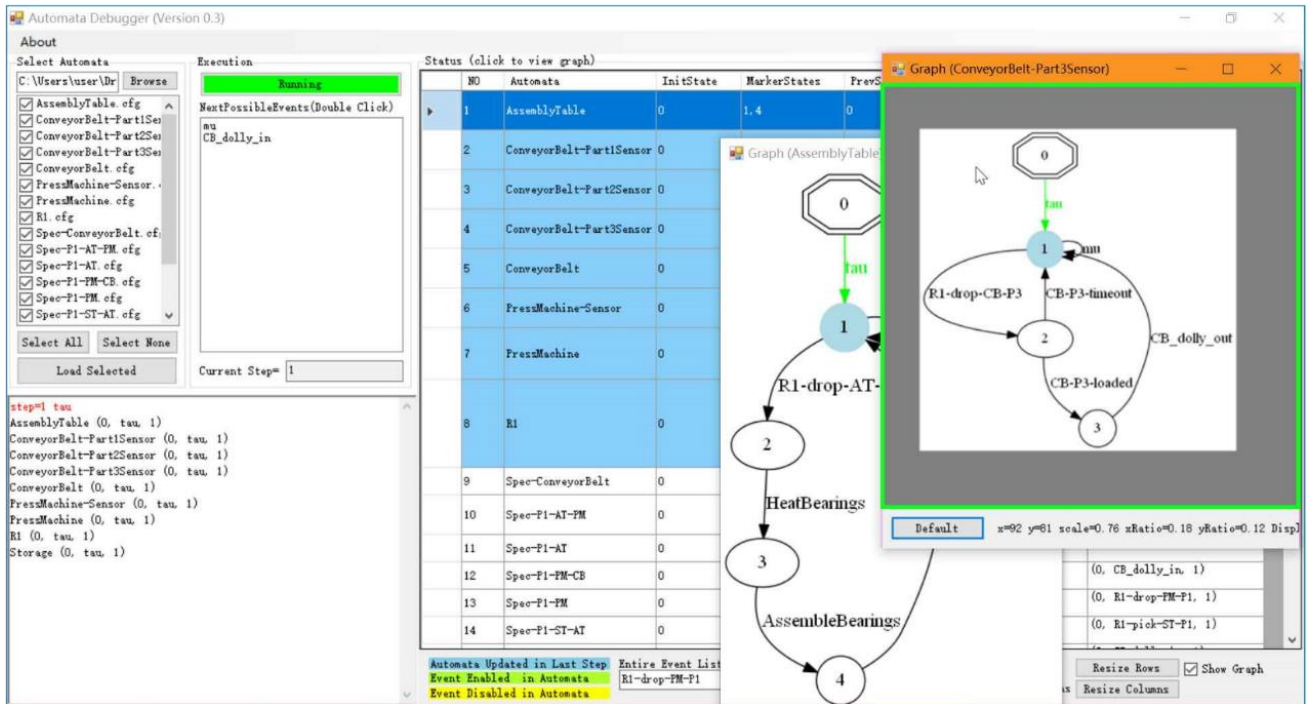 Automata Debugger (Version 0.3)
About
Select Automata
C:\Users\user\Dr Browse
AssemblyTable.cfg
ConveyorBelt-Part1Sen
ConveyorBelt-Part2Sen
ConveyorBelt-Part3Sen
ConveyorBelt.cfg
PressMachine-Sensor.
PressMachine.cfg
R1.cfg
Spec-ConveyorBelt.cf
Spec-P1-AT-PM.cfg
Spec-P1-AT.cfg
Spec-P1-PM-CB.cfg
Spec-P1-PM.cfg
Spec-P1-ST-AT.cfg
Select All Select None
Load Selected
Execution
Running
NextPossibleEvents(Double Click)
mu
CB_dolly_in
Current Step= 1
step=1 tau
AssemblyTable (0, tau, 1)
ConveyorBelt-Part1Sensor (0, tau, 1)
ConveyorBelt-Part2Sensor (0, tau, 1)
ConveyorBelt-Part3Sensor (0, tau, 1)
ConveyorBelt (0, tau, 1)
PressMachine-Sensor (0, tau, 1)
PressMachine (0, tau, 1)
R1 (0, tau, 1)
Storage (0, tau, 1)
Status (click to view graph)
NO Automata InitState MarkerStates PrevS
1 AssemblyTable 0 1,4 0
2 ConveyorBelt-Part1Sensor 0
3 ConveyorBelt-Part2Sensor 0
4 ConveyorBelt-Part3Sensor 0
5 ConveyorBelt 0
6 PressMachine-Sensor 0
7 PressMachine 0
8 R1 0
9 Spec-ConveyorBelt 0
10 Spec-P1-AT-PM 0
11 Spec-P1-AT 0
12 Spec-P1-PM-CB 0
13 Spec-P1-PM 0
14 Spec-P1-ST-AT 0
(0, CB_dolly_in, 1)
(0, R1-drop-PM-P1, 1)
(0, R1-pick-ST-P1, 1)
Automata Updated in Last Step Entire Event List
Event Enabled in Automata R1-drop-PM-P1
Event Disabled in Automata
Resize Rows Show Graph
Resize Columns
Graph (AssemblyTable
0
tau
1
R1-drop-AT-
2
HeatBearings
3
AssembleBearings
4
Graph (ConveyorBelt-Part3Sensor)
0
tau
1 mu
R1-drop-CB-P3 CB-P3-timeout
2 CB_dolly_out
CB-P3-loaded
3
Default x=92 y=81 scale=0.76 xRatio=0.18 yRatio=0.12 Displ